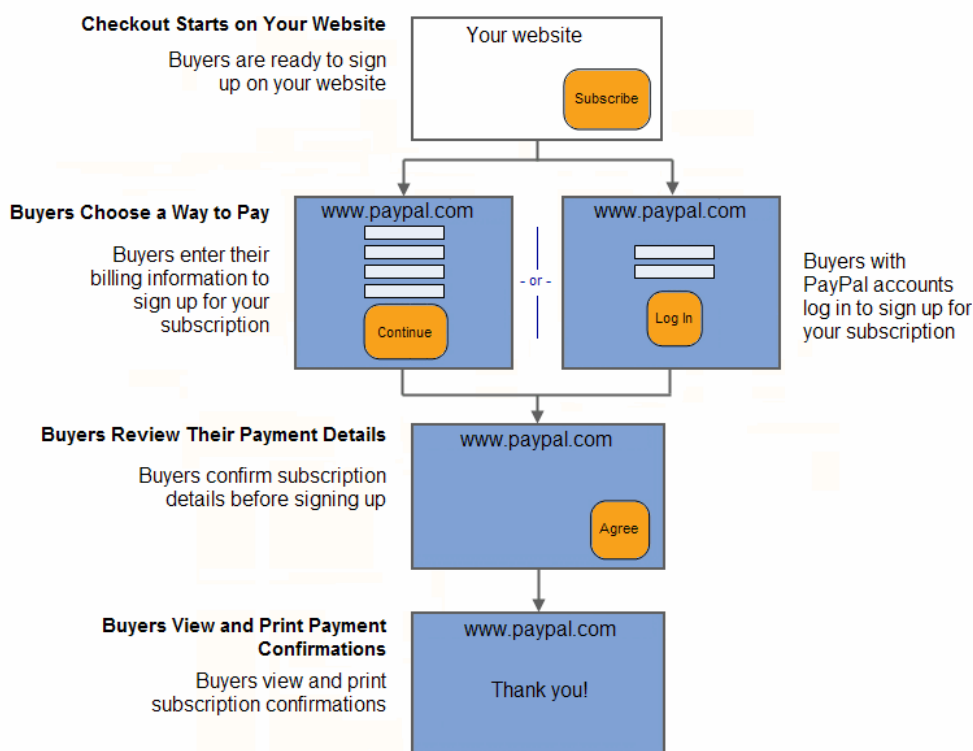 Checkout Starts on Your Website
Buyers are ready to sign
up on your website
Your website
Subscribe
Buyers Choose a Way to Pay
Buyers enter their
billing information to
sign up for your
subscription
www.paypal.com
Continue
- or -
www.paypal.com
Log In
Buyers with
PayPal accounts
log in to sign up for
your subscription
Buyers Review Their Payment Details
Buyers confirm subscription
details before signing up
www.paypal.com
Agree
Buyers View and Print Payment
Confirmations
Buyers view and print
subscription confirmations
www.paypal.com
Thank you!